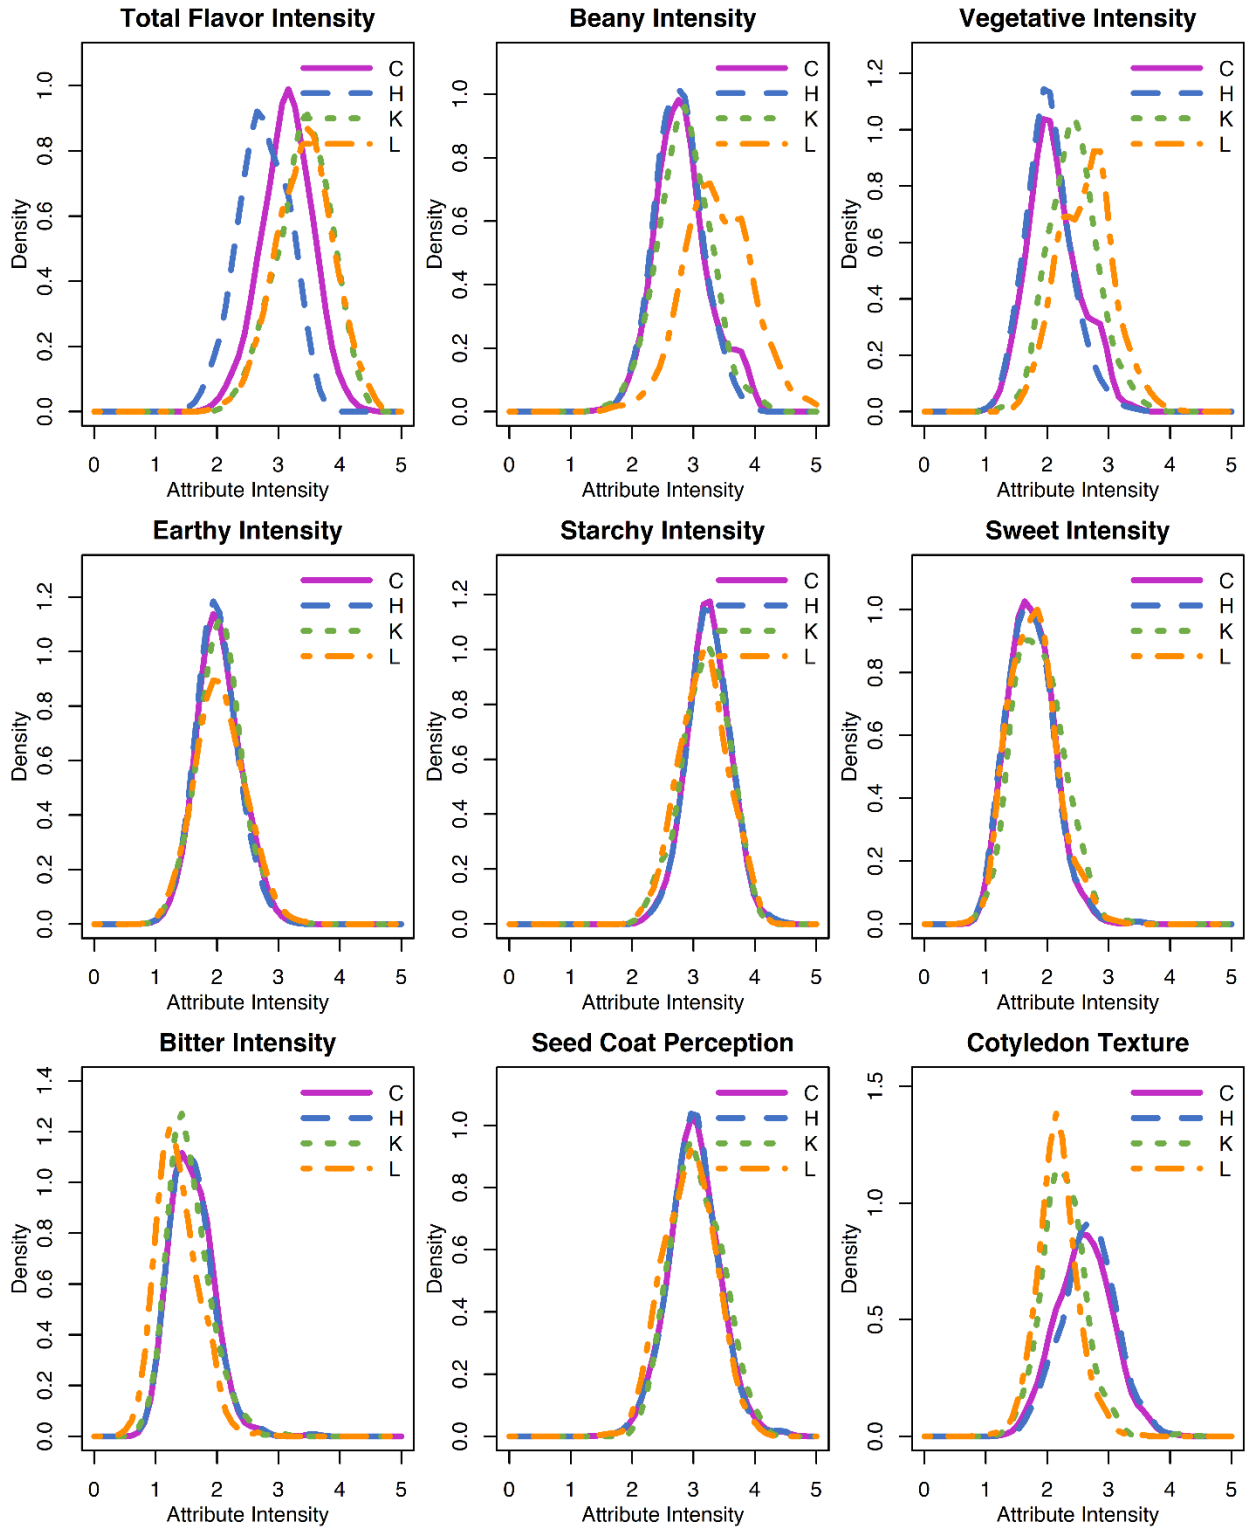 Total Flavor Intensity
Density
0.0 0.2 0.4 0.6 0.8 1.0
C
H
K
L
0 1 2 3 4 5
Attribute Intensity
Beany Intensity
Density
0.0 0.2 0.4 0.6 0.8 1.0
C
H
K
L
0 1 2 3 4 5
Attribute Intensity
Vegetative Intensity
Density
0.0 0.2 0.4 0.6 0.8 1.0 1.2
C
H
K
L
0 1 2 3 4 5
Attribute Intensity
Earthy Intensity
Density
0.0 0.2 0.4 0.6 0.8 1.0 1.2
C
H
K
L
0 1 2 3 4 5
Attribute Intensity
Starchy Intensity
Density
0.0 0.2 0.4 0.6 0.8 1.0 1.2
C
H
K
L
0 1 2 3 4 5
Attribute Intensity
Sweet Intensity
Density
0.0 0.2 0.4 0.6 0.8 1.0
C
H
K
L
0 1 2 3 4 5
Attribute Intensity
Bitter Intensity
Density
0.0 0.2 0.4 0.6 0.8 1.0 1.2 1.4
C
H
K
L
0 1 2 3 4 5
Attribute Intensity
Seed Coat Perception
Density
0.0 0.2 0.4 0.6 0.8 1.0
C
H
K
L
0 1 2 3 4 5
Attribute Intensity
Cotyledon Texture
Density
0.0 0.5 1.0 1.5
C
H
K
L
0 1 2 3 4 5
Attribute Intensity